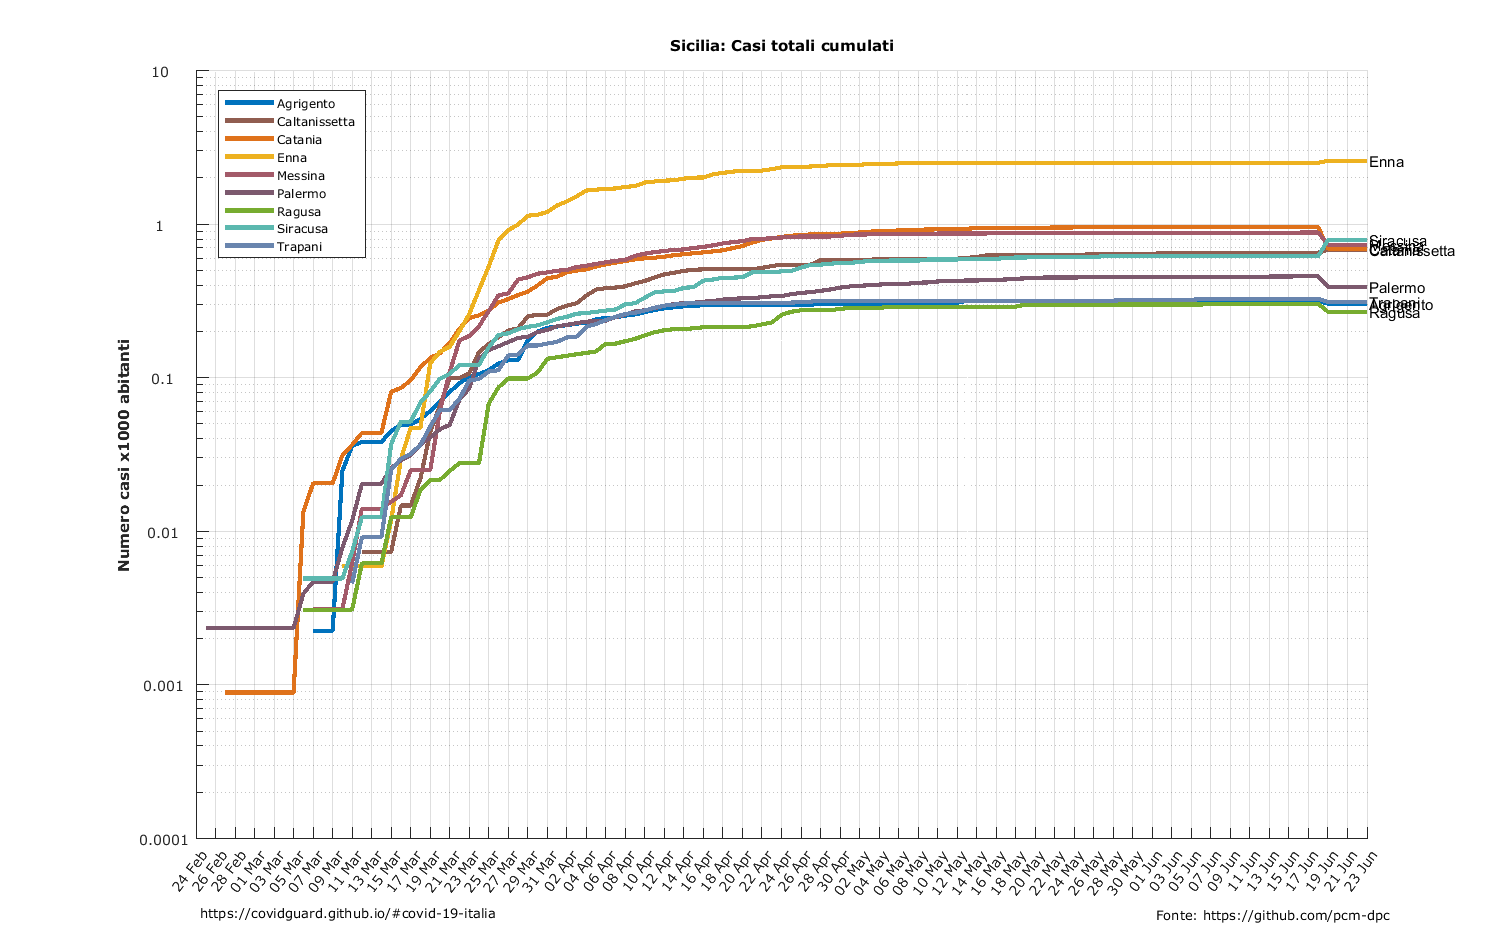 Sicilia: Casi totali cumulati
Numero casi x1000 abitanti
10
1
0.1
0.01
0.001
0.0001
Agrigento
Caltanissetta
Catania
Enna
Messina
Palermo
Ragusa
Siracusa
Trapani
Enna
Siracusa
Caltanissetta
Palermo
Trapani
Agrigento
Ragusa
24 Feb
26 Feb
28 Feb
01 Mar
03 Mar
05 Mar
07 Mar
09 Mar
11 Mar
13 Mar
15 Mar
17 Mar
19 Mar
21 Mar
23 Mar
25 Mar
27 Mar
29 Mar
31 Mar
02 Apr
04 Apr
06 Apr
08 Apr
10 Apr
12 Apr
14 Apr
16 Apr
18 Apr
20 Apr
22 Apr
24 Apr
26 Apr
28 Apr
30 Apr
02 May
04 May
06 May
08 May
10 May
12 May
14 May
16 May
18 May
20 May
22 May
24 May
26 May
28 May
30 May
01 Jun
03 Jun
05 Jun
07 Jun
09 Jun
11 Jun
13 Jun
15 Jun
17 Jun
19 Jun
21 Jun
23 Jun
https://covidguard.github.io/#covid-19-italia
Fonte: https://github.com/pcm-dpc